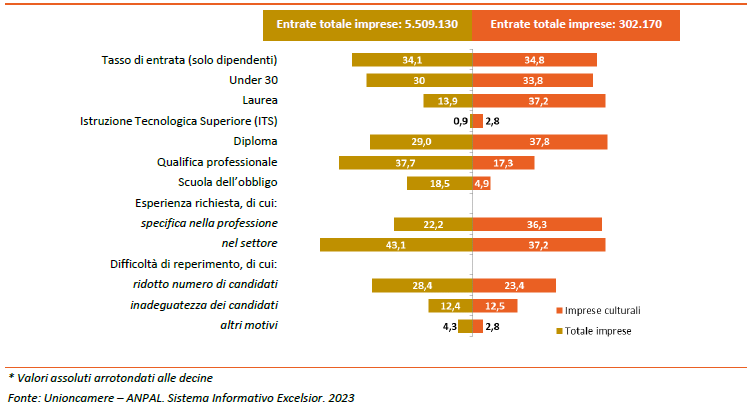 Entrate totale imprese: 5.509.130 Entrate totale imprese: 302.170
Tasso di entrata (solo dipendenti) 34,1 34,8
Under 30 30 33,8
Laurea 13,9 37,2
Istruzione Tecnologica Superiore (ITS) 0,9 2,8
Diploma 29,0 37,8
Qualifica professionale 37,7 17,3
Scuola dell'obbligo 18,5 4,9
Esperienza richiesta, di cui:
specifica nella professione 22,2 36,3
nel settore 43,1 37,2
Difficoltà di reperimento, di cui:
ridotto numero di candidati 28,4 23,4
inadeguatezza dei candidati 12,4 12,5
altri motivi 4,3 2,8
Imprese culturali
Totale imprese
* Valori assoluti arrotondati alle decine
Fonte: Unioncamere – ANPAL, Sistema Informativo Excelsior, 2023